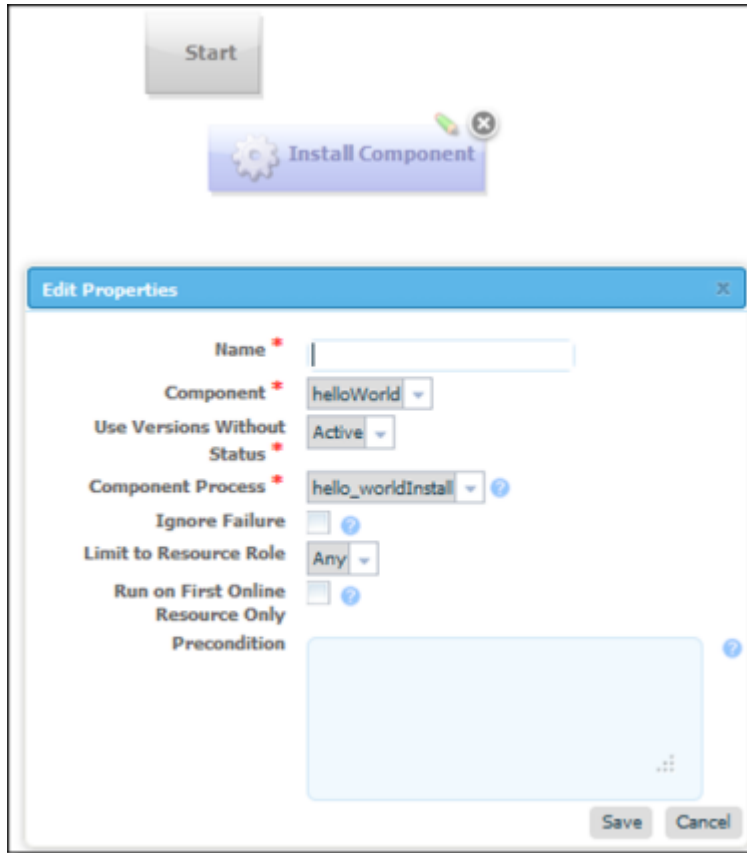 Start
Install Component
Edit Properties
Name *
Component * helloWorld
Use Versions Without
Status * Active
Component Process * hello_worldInstall
Ignore Failure
Limit to Resource Role Any
Run on First Online
Resource Only
Precondition
Save Cancel